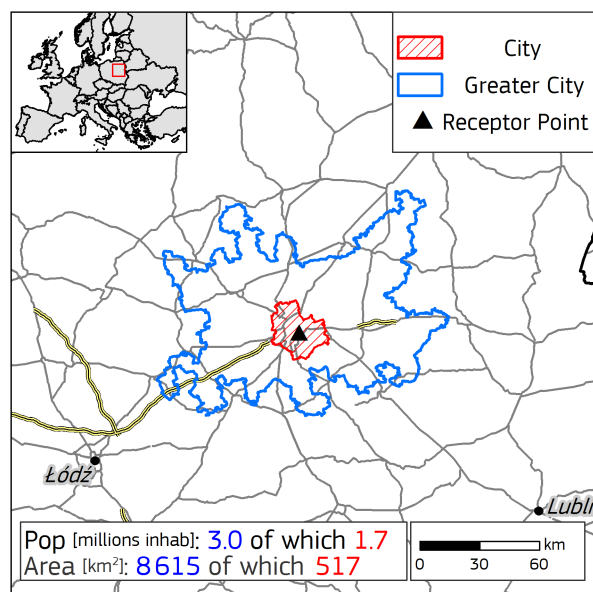 City
Greater City
Receptor Point
Łódź
Pop [millions inhab]: 3.0 of which 1.7
Area [km²]: 8615 of which 517
km
0 30 60